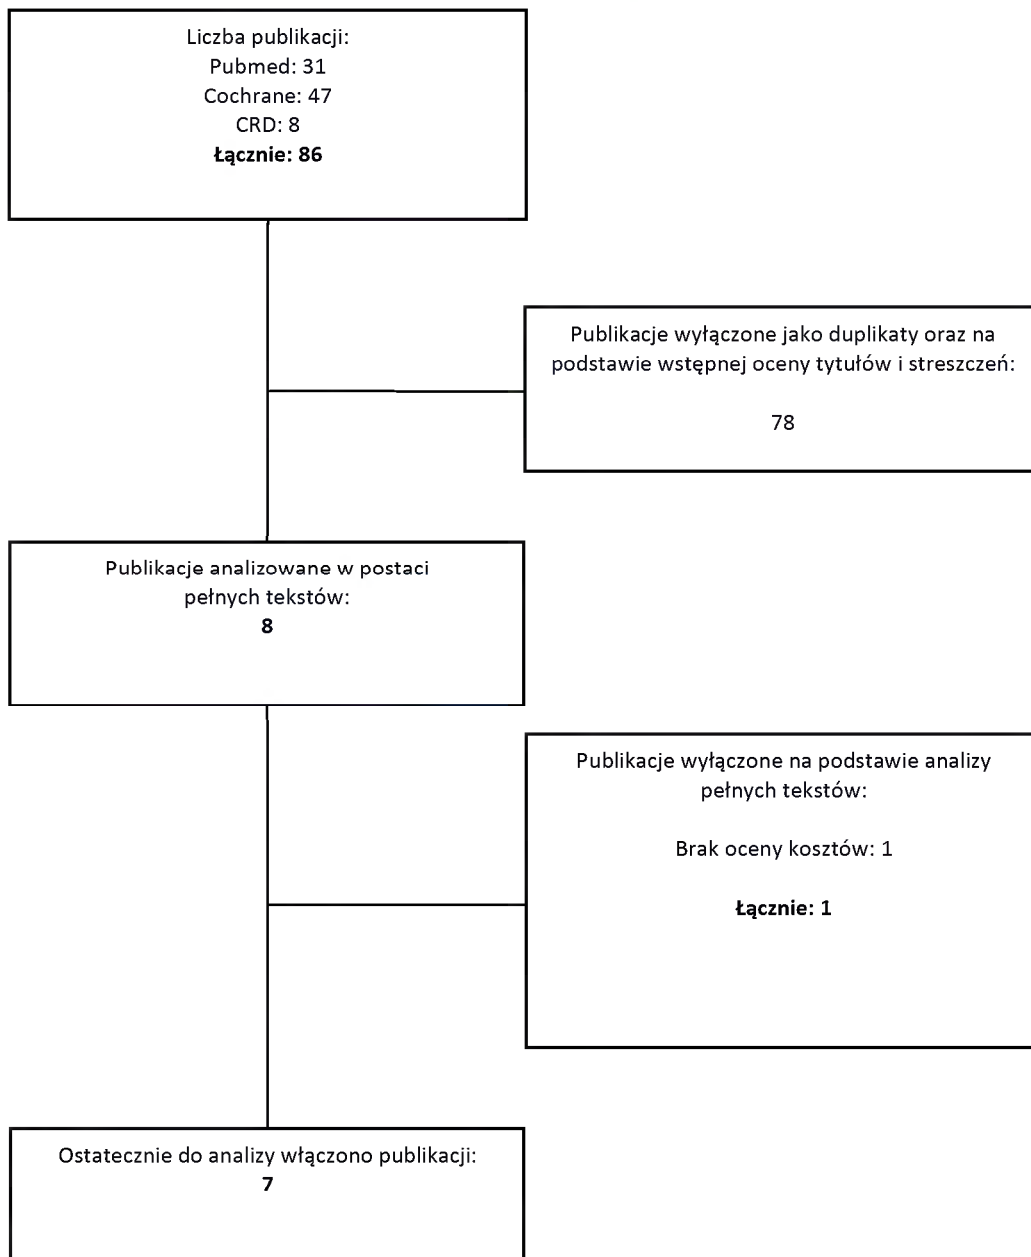 Liczba publikacji:
Pubmed: 31
Cochrane: 47
CRD: 8
Łącznie: 86
Publikacje wyłączone jako duplikaty oraz na
podstawie wstępnej oceny tytułów i streszczeń:
78
Publikacje analizowane w postaci
pełnych tekstów:
8
Publikacje wyłączone na podstawie analizy
pełnych tekstów:
Brak oceny kosztów: 1
Łącznie: 1
Ostatecznie do analizy włączono publikacji:
7